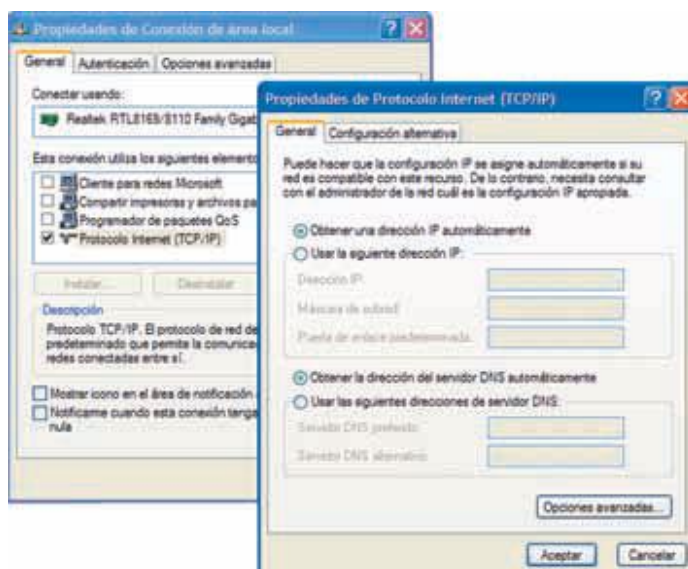 Propiedades de Conexión de área local
General
Autenticación
Opciones avanzadas
Conectar usando:
Realtek RTL8169/8110 Family Gigab
Esta conexión utiliza los siguientes elemento
Cliente para redes Microsoft
Compartir impresoras y archivos pa
Programador de paquetes QoS
Protocolo Internet (TCP/IP)
Instalar...
Desinstalar
Descripción
Protocolo TCP/IP. El protocolo de red de
predeterminado que permite la comunicac
redes conectadas entre sí.
Mostrar icono en el área de notificación
Notificarme cuando esta conexión tenga
nula
Propiedades de Protocolo Internet (TCP/IP)
General
Configuración alternativa
Puede hacer que la configuración IP se asigne automáticamente si su
red es compatible con este recurso. De lo contrario, necesita consultar
con el administrador de la red cuál es la configuración IP apropiada.
Obtener una dirección IP automáticamente
Usar la siguiente dirección IP:
Dirección IP:
Máscara de subred:
Puerta de enlace predeterminada:
Obtener la dirección del servidor DNS automáticamente
Usar las siguientes direcciones de servidor DNS:
Servidor DNS preferido:
Servidor DNS alternativo:
Opciones avanzadas...
Aceptar
Cancelar